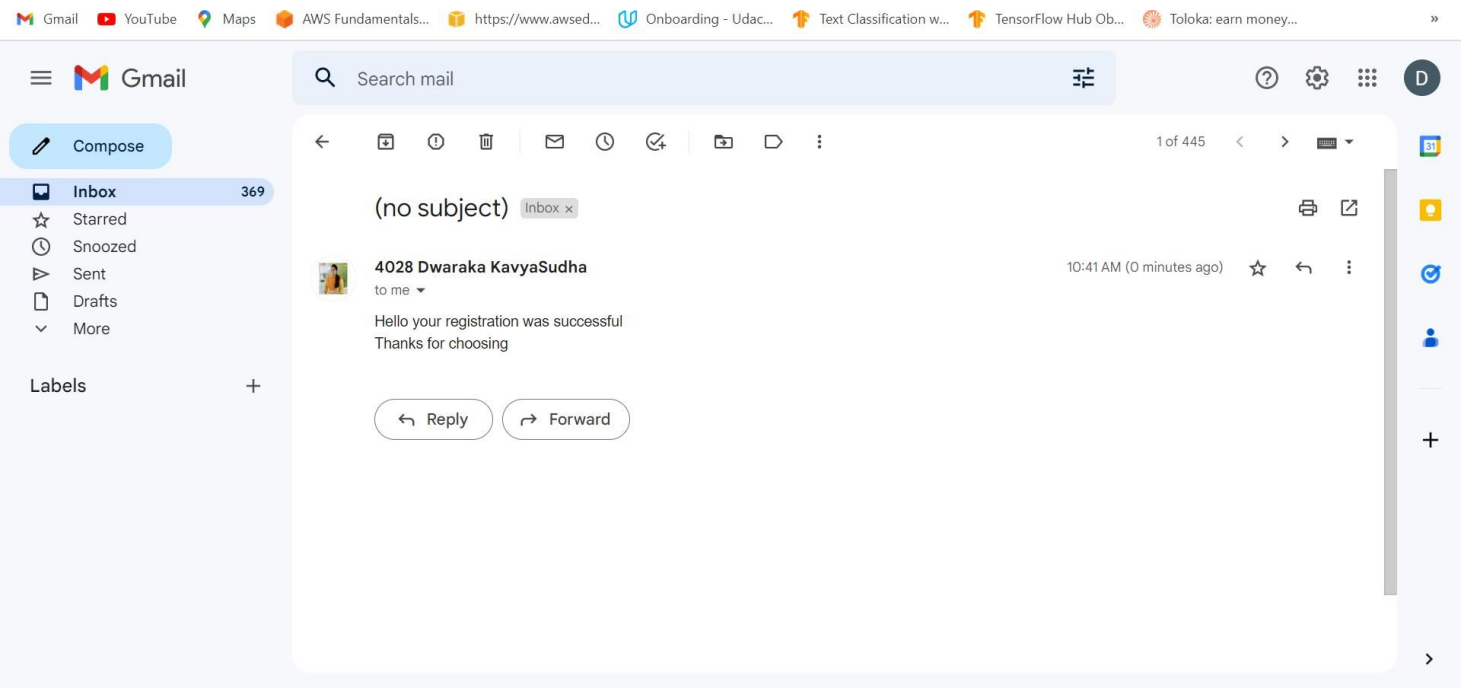 Gmail YouTube Maps AWS Fundamentals... https://www.awsed... Onboarding - Udac... Text Classification w... TensorFlow Hub Ob... Toloka: earn money... »
Gmail
Search mail
D
Compose
1 of 445
31
Inbox 369
Starred
Snoozed
Sent
Drafts
More
Labels
(no subject) Inbox ×
4028 Dwaraka KavyaSudha 10:41 AM (0 minutes ago)
to me
Hello your registration was successful
Thanks for choosing
Reply Forward